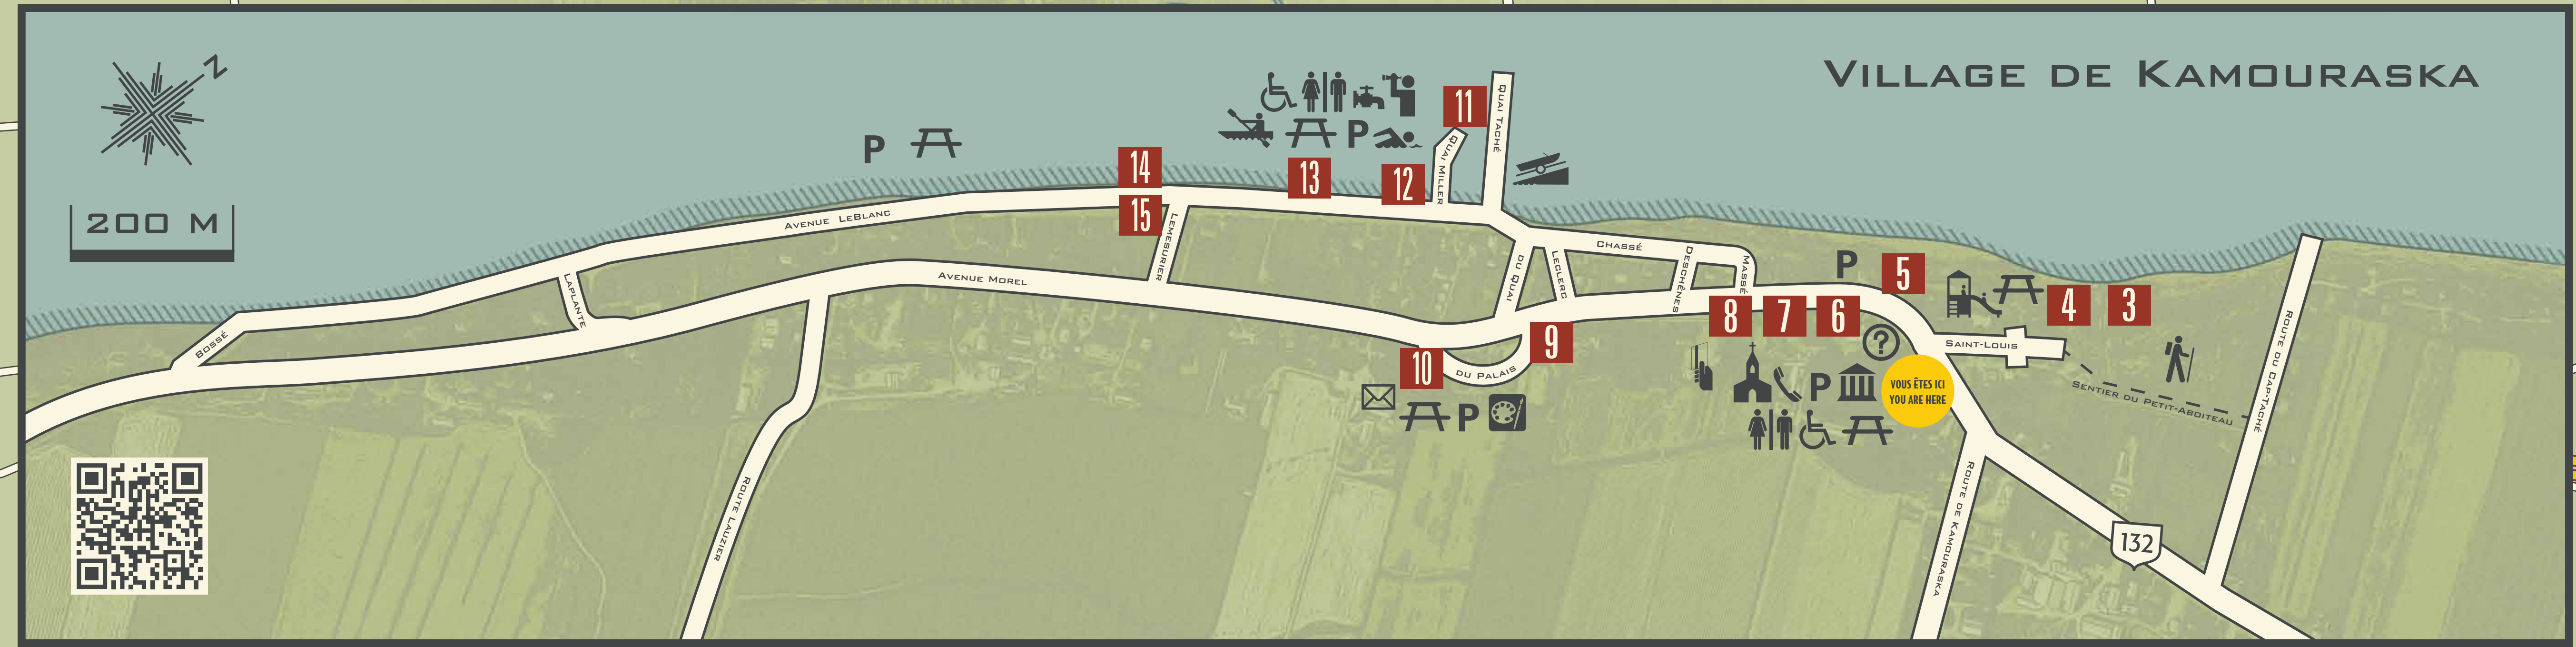 VILLAGE DE KAMOURASKA
N
200 M
P
14
15
13
P
12
11
QUAI MILLER
QUAI TACHÉ
AVENUE LEBLANC
LEMESURIER
AVENUE MOREL
LAPLANTE
BOSSÉ
ROUTE LAUZIER
DU QUAI
LECLERC
CHASSÉ
DESCHÊNES
MASSÉ
P
5
4
3
8
7
6
?
9
10
DU PALAIS
P
P
VOUS ÊTES ICI
YOU ARE HERE
SAINT-LOUIS
SENTIER DU PETIT-ABOITEAU
ROUTE DU CAP-TACHÉ
ROUTE DE KAMOURASKA
132